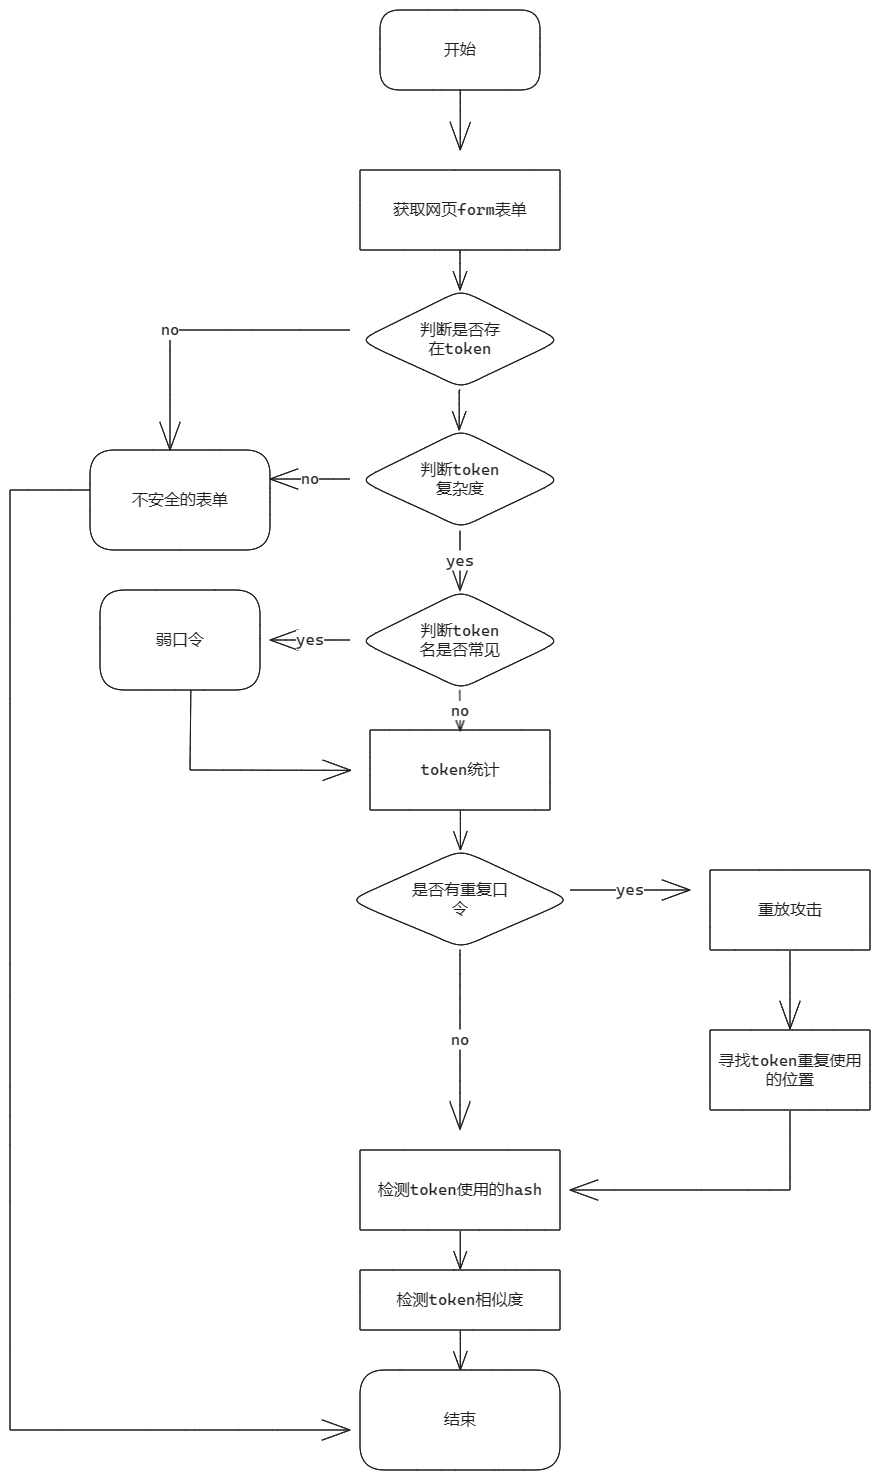 开始
获取网页form表单
判断是否存
在token
no
判断token
复杂度
no
不安全的表单
yes
判断token
名是否常见
yes
弱口令
no
token统计
是否有重复口
令
yes
重放攻击
no
寻找token重复使用
的位置
检测token使用的hash
检测token相似度
结束